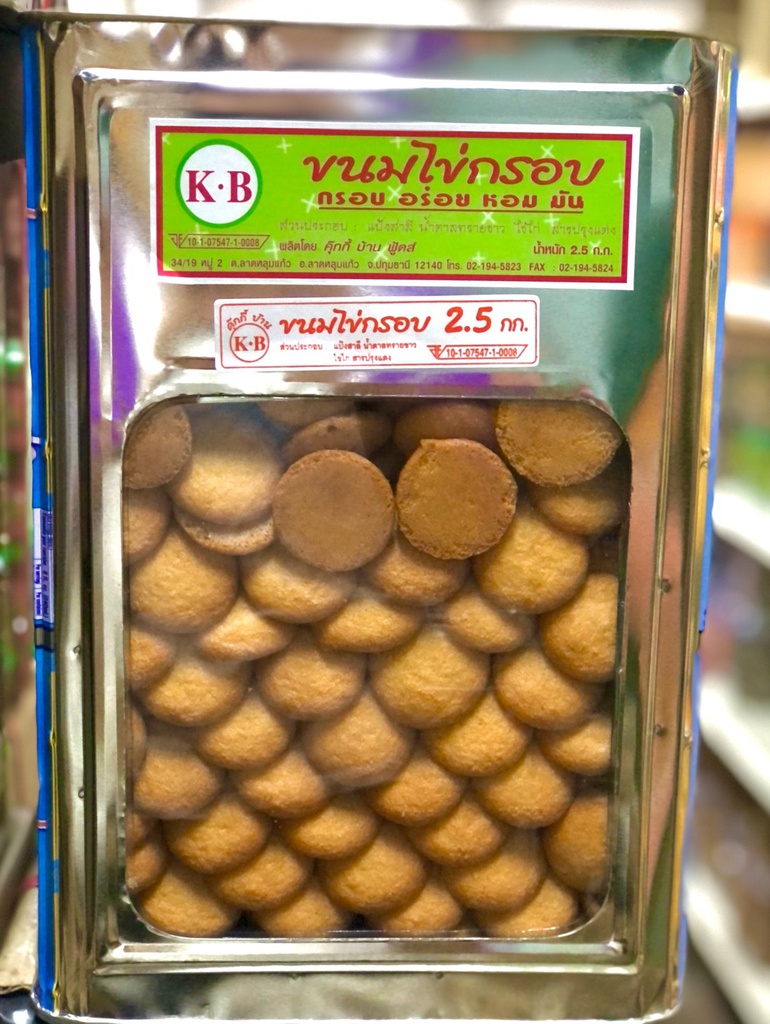 K·B
ขนมไข่กรอบ
กรอบ อร่อย หอม มัน
ส่วนประกอบ : แป้งสาลี น้ำตาลทรายขาว ไข่ไก่ สารปรุงแต่ง
10-1-07547-1-0008 ผลิตโดย คุ๊กกี้ บ้าน ฟู้ดส์ น้ำหนัก 2.5 ก.ก.
34/19 หมู่ 2 ต.ลาดหลุมแก้ว อ.ลาดหลุมแก้ว จ.ปทุมธานี 12140 โทร. 02-194-5823 FAX : 02-194-5824
คุ๊กกี้ บ้าน
K·B
ขนมไข่กรอบ 2.5 กก.
ส่วนประกอบ แป้งสาลี น้ำตาลทรายขาว
ไข่ไก่ สารปรุงแต่ง
10-1-07547-1-0008